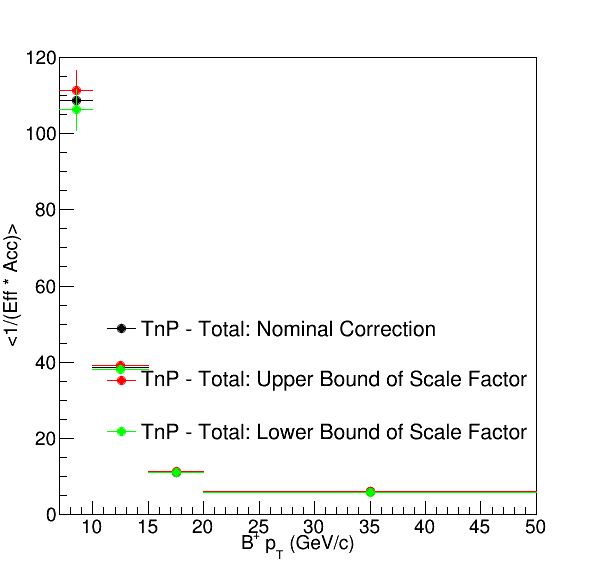 120
100
80
60
40
20
0
<1/(Eff * Acc)>
TnP - Total: Nominal Correction
TnP - Total: Upper Bound of Scale Factor
TnP - Total: Lower Bound of Scale Factor
10 15 20 25 30 35 40 45 50
B⁺ p_T (GeV/c)